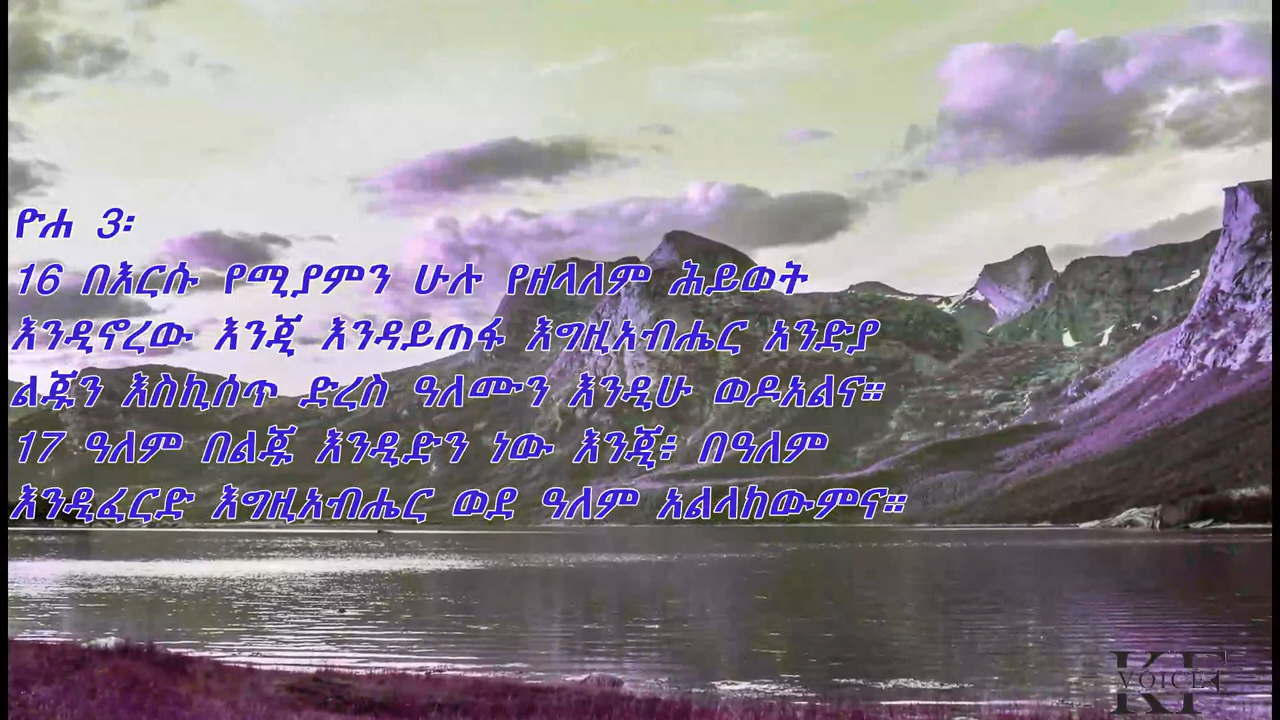 ዮሐ 3፡
16 በእርሱ የሚያምን ሁሉ የዘላለም ሕይወት
እንዲኖረው እንጂ እንዳይጠፋ እግዚአብሔር አንድያ
ልጁን እስኪሰጥ ድረስ ዓለሙን እንዲሁ ወዶአልና።
17 ዓለም በልጁ እንዲድን ነው እንጂ፥ በዓለም
እንዲፈርድ እግዚአብሔር ወደ ዓለም አልላከውምና።
KF
VOICE